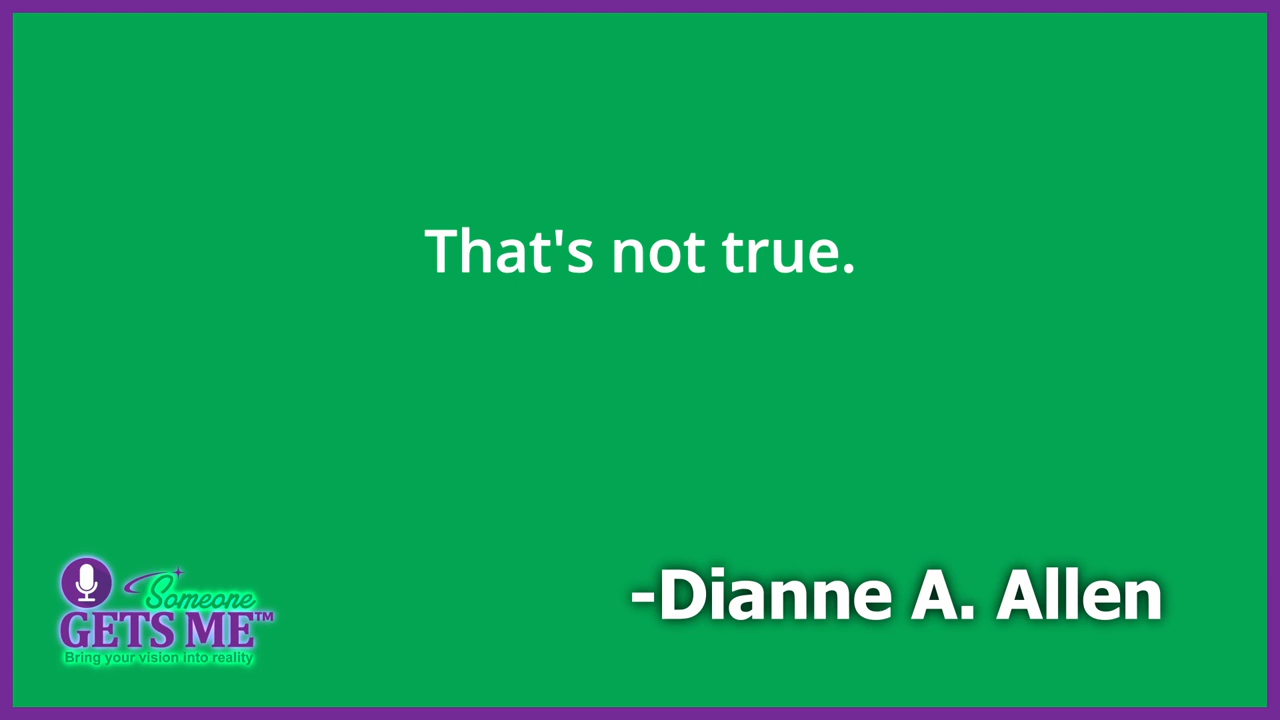 That's not true.
-Dianne A. Allen
Someone
GETS ME™
Bring your vision into reality